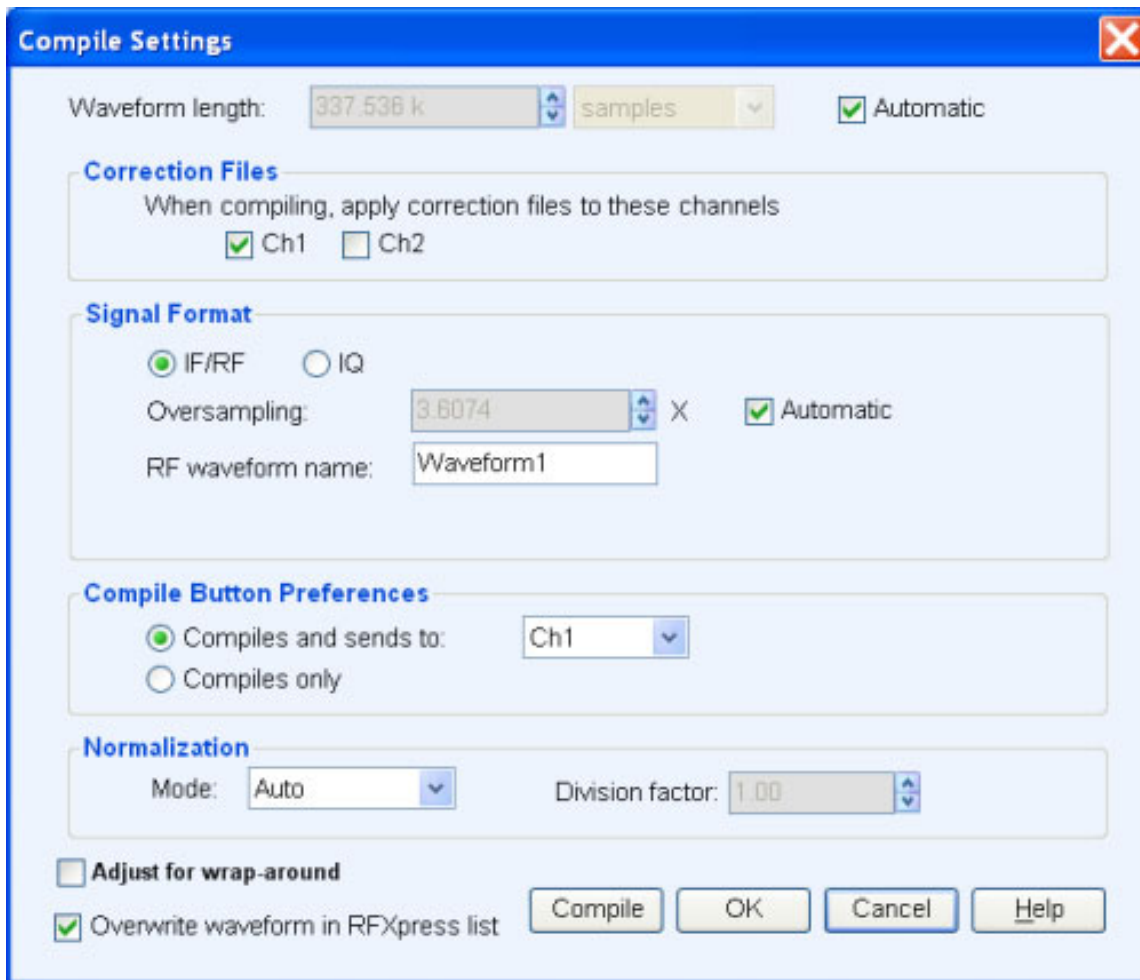 Compile Settings
Waveform length: 337.536 k samples Automatic
Correction Files
When compiling, apply correction files to these channels
Ch1 Ch2
Signal Format
IF/RF IQ
Oversampling: 3.6074 X Automatic
RF waveform name: Waveform1
Compile Button Preferences
Compiles and sends to: Ch1
Compiles only
Normalization
Mode: Auto Division factor: 1.00
Adjust for wrap-around
Overwrite waveform in RFXpress list
Compile OK Cancel Help